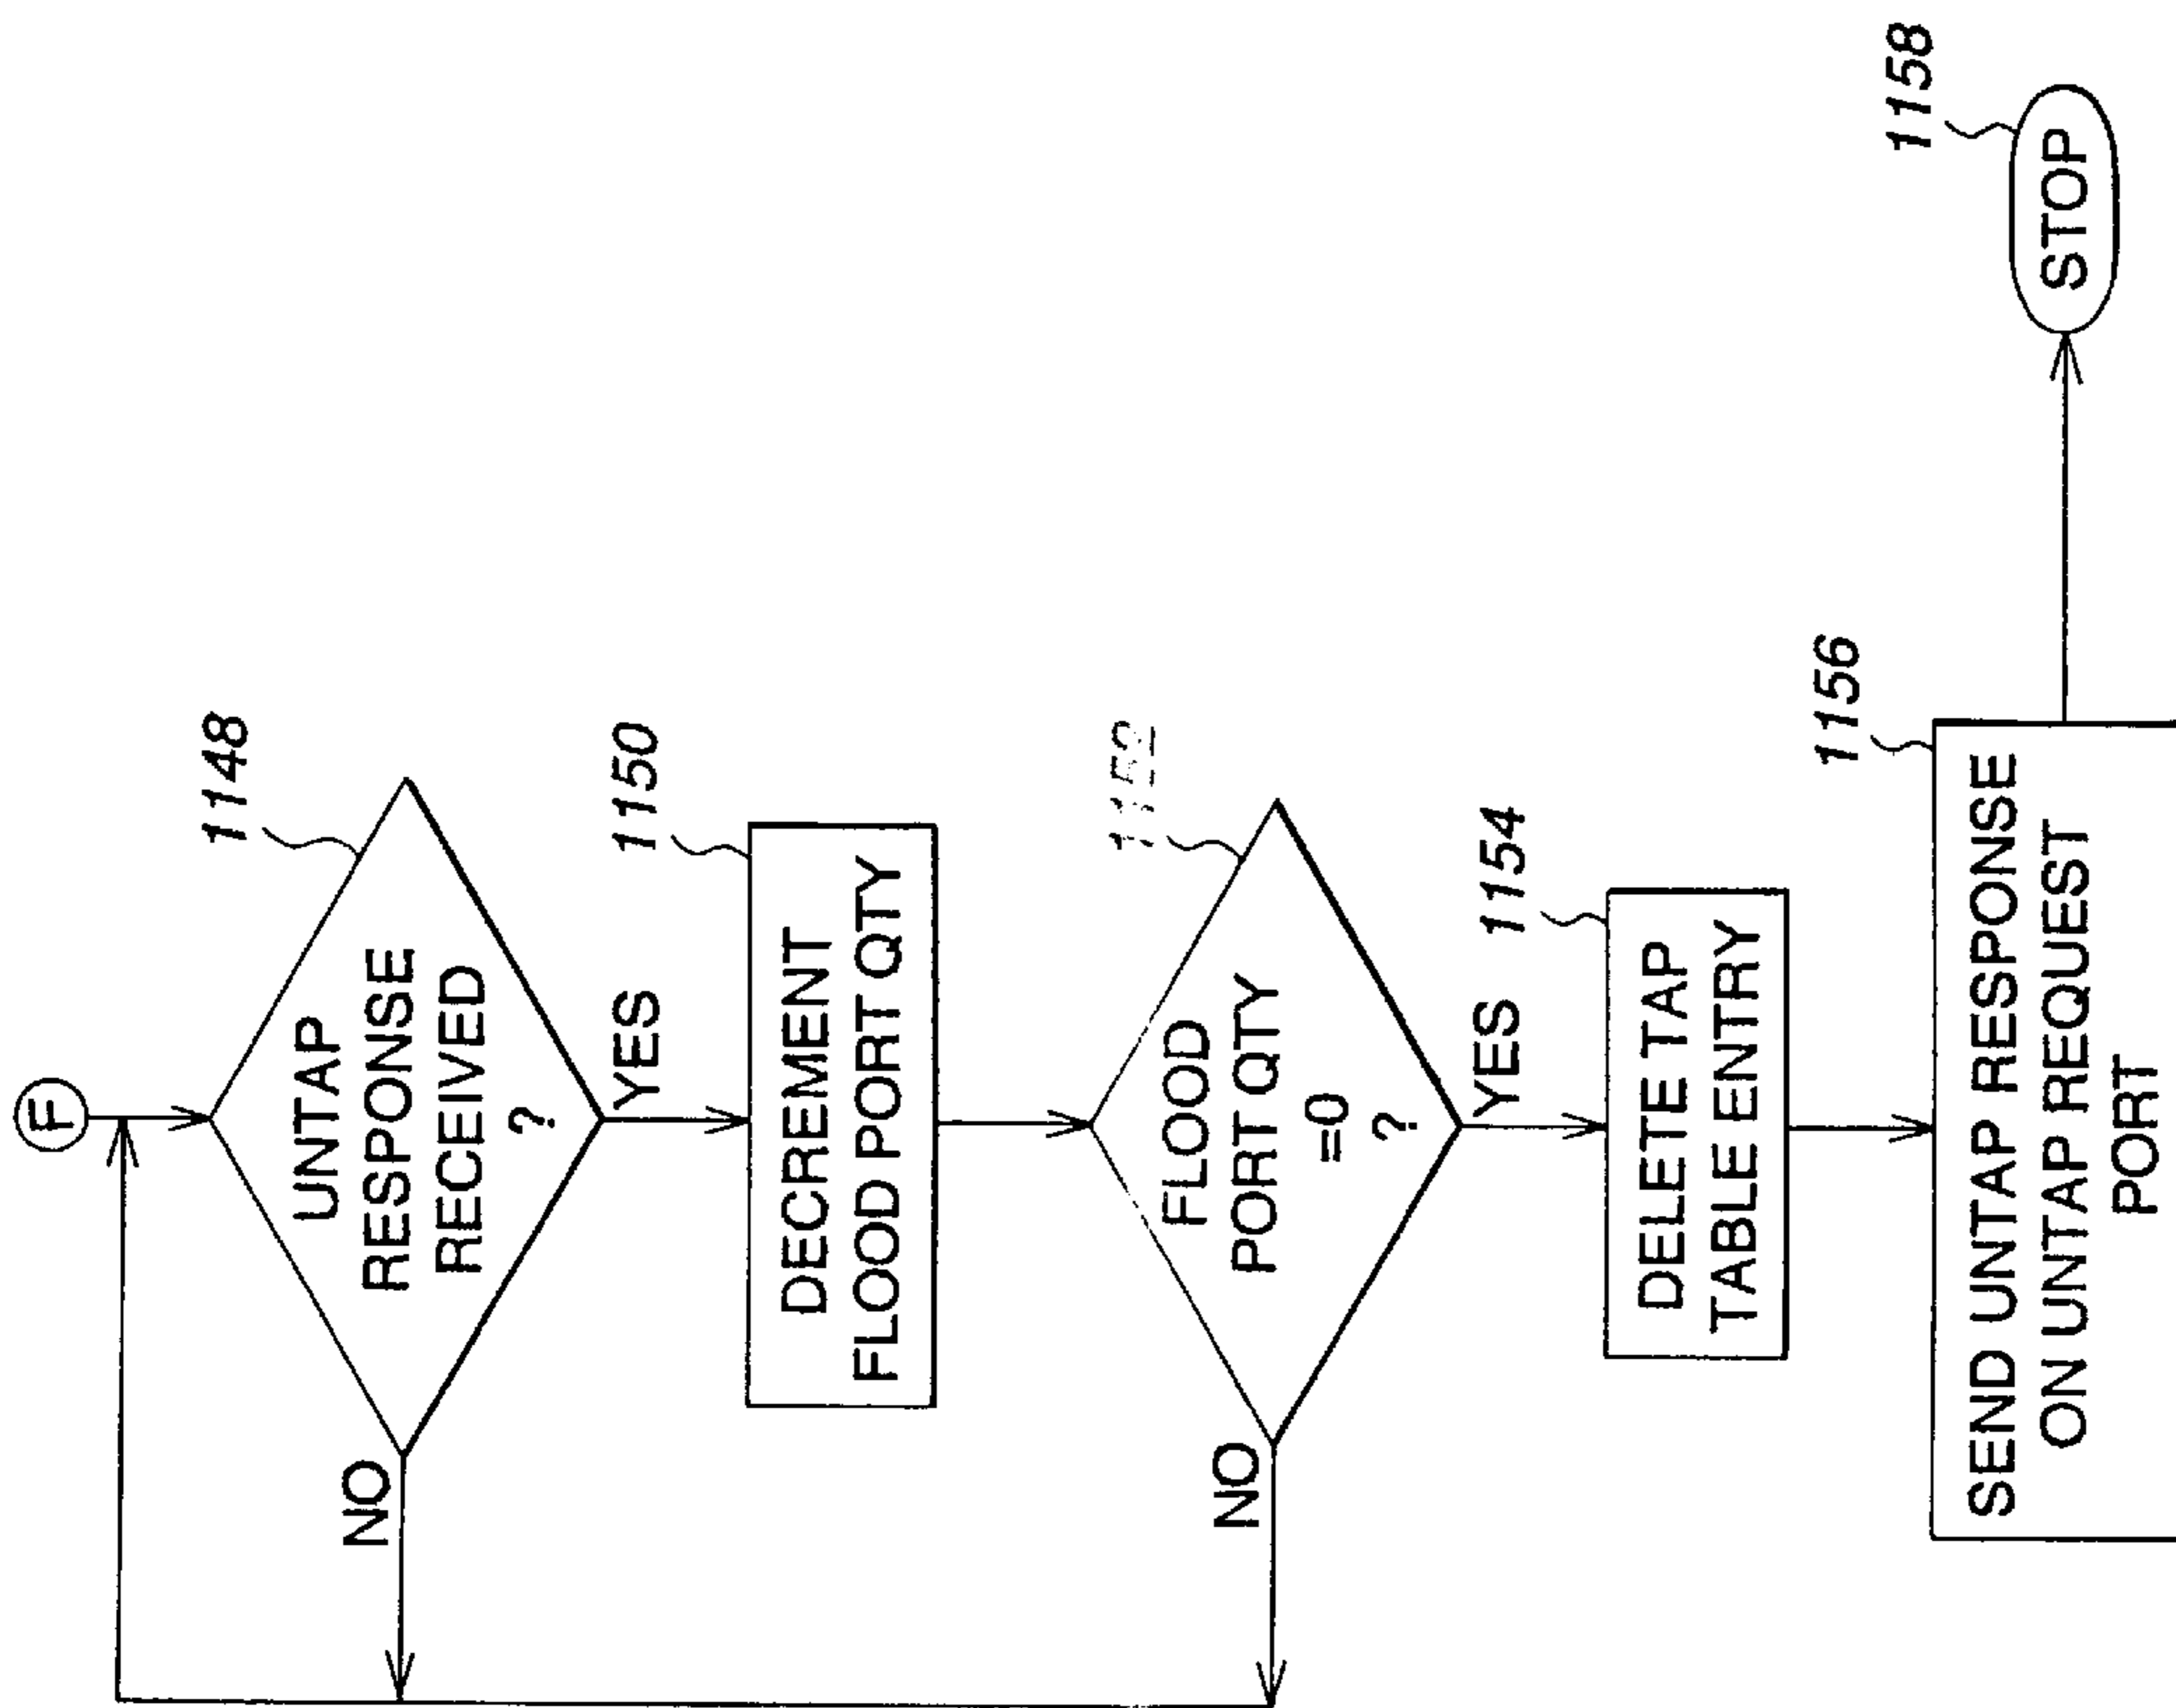 F
1148
UNTAP
RESPONSE
RECEIVED
?
NO
YES
1150
DECREMENT
FLOOD PORT QTY
1152
FLOOD
PORT QTY
=0
?
NO
YES
1154
DELETE TAP
TABLE ENTRY
1156
SEND UNTAP RESPONSE
ON UNTAP REQUEST
PORT
1158
STOP